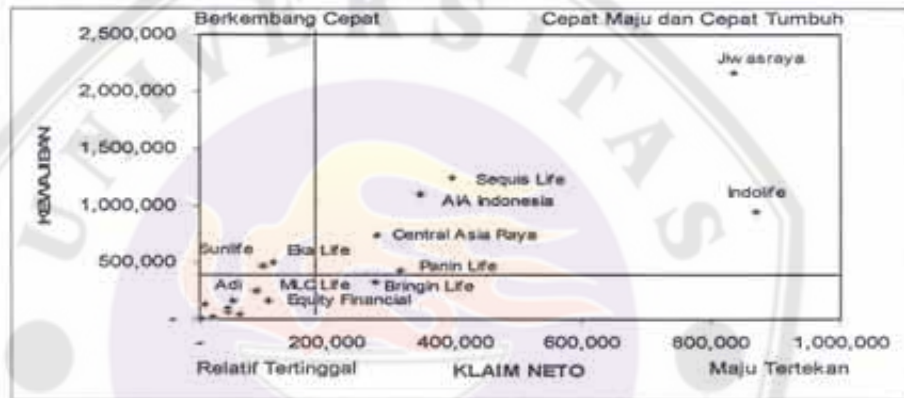 Berkembang Cepat Cepat Maju dan Cepat Tumbuh
2,500,000
Jiwasraya
2,000,000
KEWAJIBAN
1,500,000
Sequis Life
Indolife
AIA Indonesia
1,000,000
Central Asia Raya
Sunlife Eka Life
500,000 Panin Life
Adi MLC Life Bringin Life
Equity Financial
-
- 200,000 400,000 600,000 800,000 1,000,000
Relatif Tertinggal KLAIM NETO Maju Tertekan
UNIVERSITAS